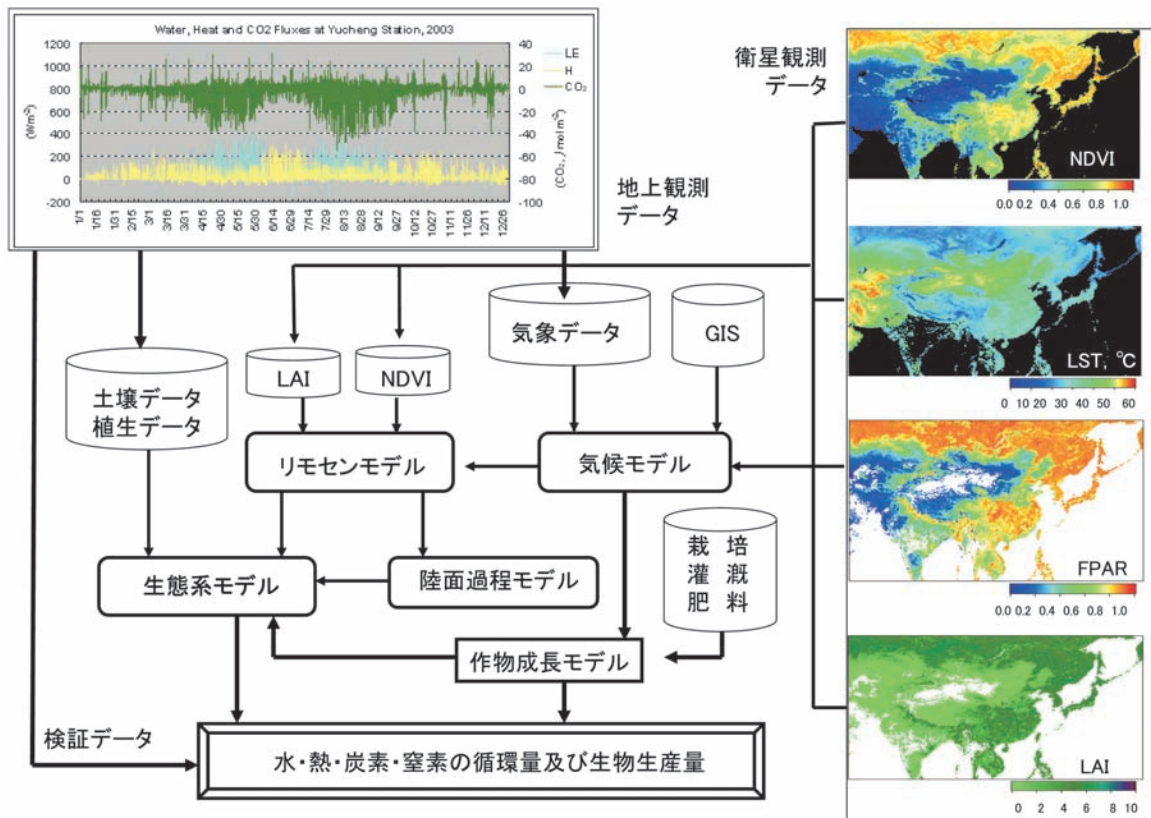 Water, Heat and CO2 Fluxes at Yucheng Station, 2003
1200
1000
800
600
400
200
0
-200
(Wm⁻²)
40
20
0
-20
-40
-60
-80
-100
LE
H
CO₂
1/1
1/16
1/31
2/15
3/1
3/16
3/31
4/15
4/30
5/15
5/30
6/14
6/29
7/14
7/29
8/13
8/28
9/12
9/27
10/12
10/27
11/11
11/26
12/11
12/26
地上観測
データ
衛星観測
データ
NDVI
0.0 0.2 0.4 0.6 0.8 1.0
LST, ℃
0 10 20 30 40 50 60
FPAR
0.0 0.2 0.4 0.6 0.8 1.0
LAI
0 2 4 6 8 10
気象データ
GIS
LAI
NDVI
土壌データ
植生データ
リモセンモデル
気候モデル
栽 培
灌 漑
肥 料
生態系モデル
陸面過程モデル
作物成長モデル
検証データ
水・熱・炭素・窒素の循環量及び生物生産量